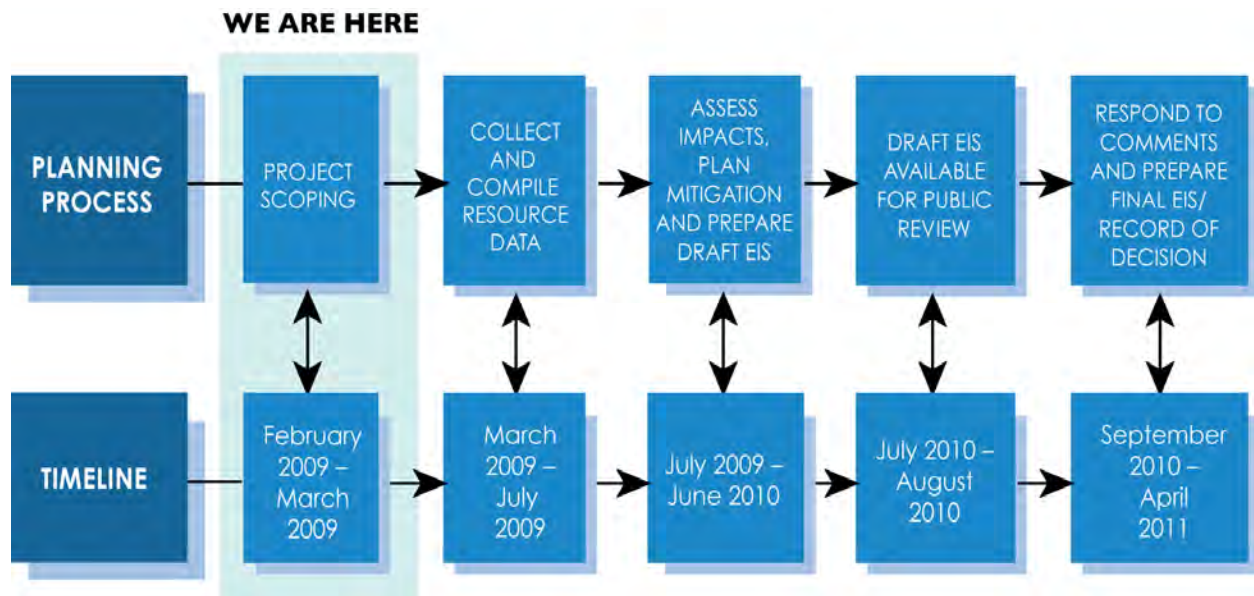 WE ARE HERE
PLANNING
PROCESS
PROJECT
SCOPING
COLLECT
AND
COMPILE
RESOURCE
DATA
ASSESS
IMPACTS,
PLAN
MITIGATION
AND PREPARE
DRAFT EIS
DRAFT EIS
AVAILABLE
FOR PUBLIC
REVIEW
RESPOND TO
COMMENTS
AND PREPARE
FINAL EIS/
RECORD OF
DECISION
TIMELINE
February
2009 –
March
2009
March
2009 –
July
2009
July 2009 –
June 2010
July 2010 –
August
2010
September
2010 –
April
2011